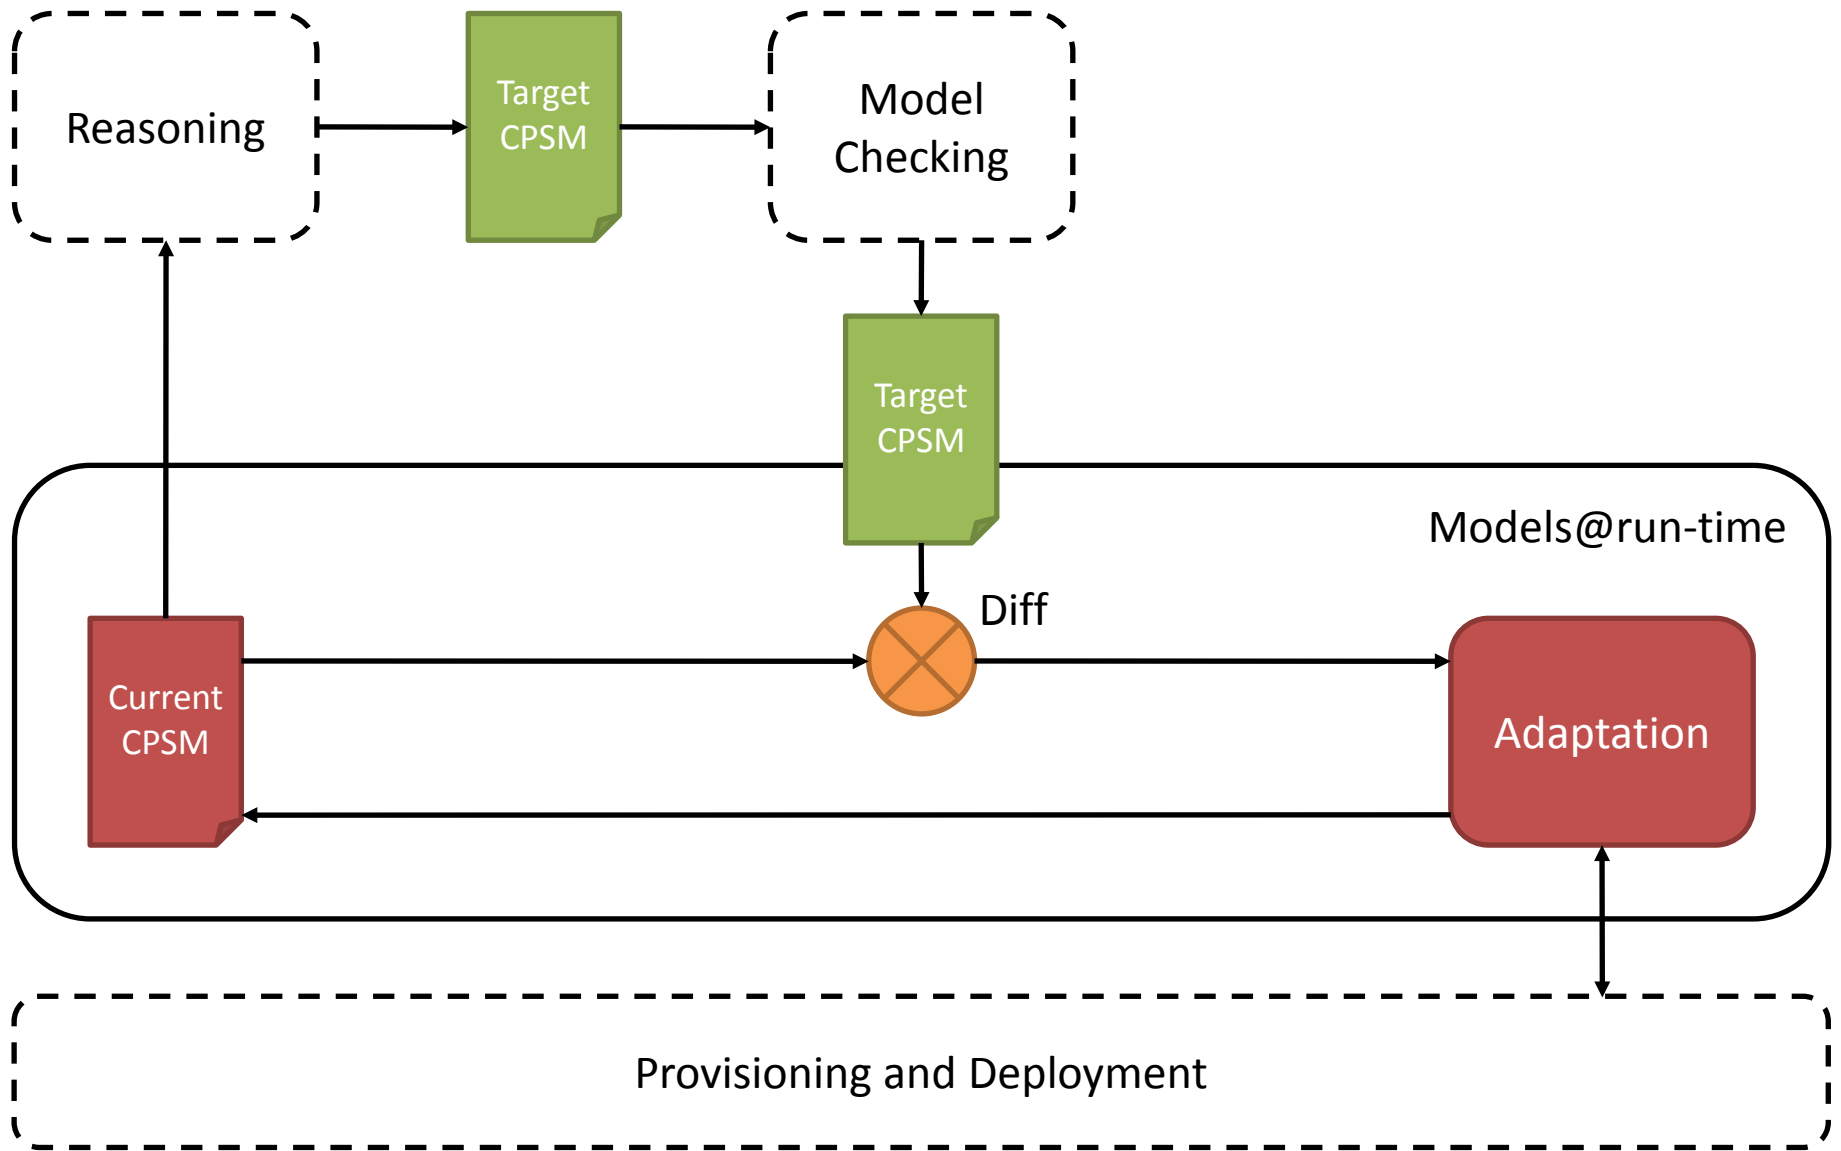 Reasoning
Target
CPSM
Model
Checking
Target
CPSM
Models@run-time
Diff
Current
CPSM
Adaptation
Provisioning and Deployment